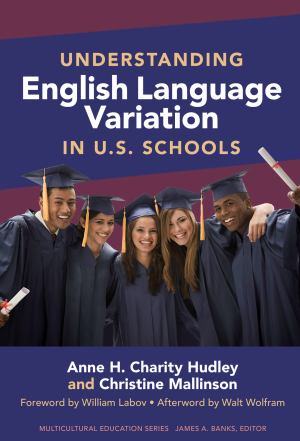 UNDERSTANDING
English Language
Variation
IN U.S. SCHOOLS
Anne H. Charity Hudley
and Christine Mallinson
Foreword by William Labov • Afterword by Walt Wolfram
MULTICULTURAL EDUCATION SERIES JAMES A. BANKS, EDITOR